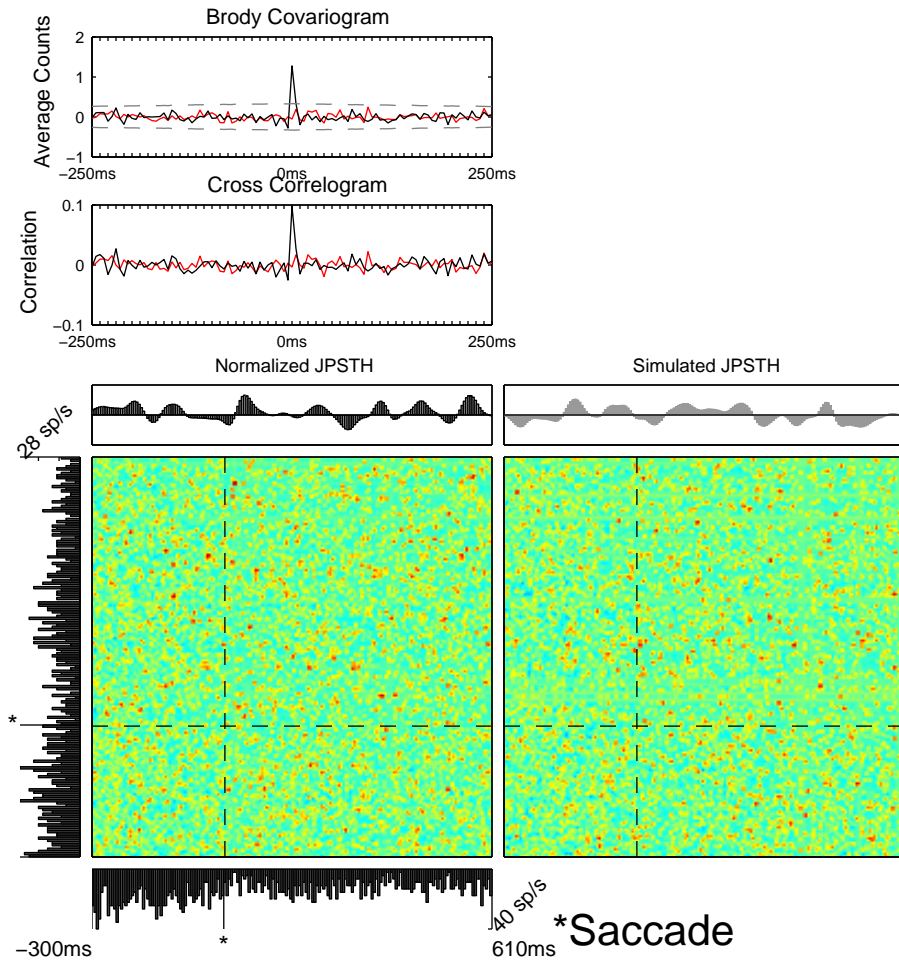 Brody Covariogram
Average Counts
2
1
0
−1
−250ms
0ms
250ms
Cross Correlogram
Correlation
0.1
0
−0.1
−250ms
0ms
250ms
Normalized JPSTH
Simulated JPSTH
28 sp/s
*
*
40 sp/s
−300ms
610ms
*Saccade